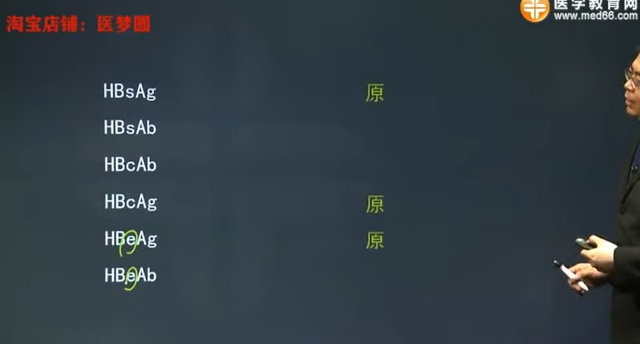 淘宝店铺：医梦圆
医学教育网
www.med66.com
HBsAg 原
HBsAb
HBcAb
HBcAg 原
HBeAg 原
HBeAb